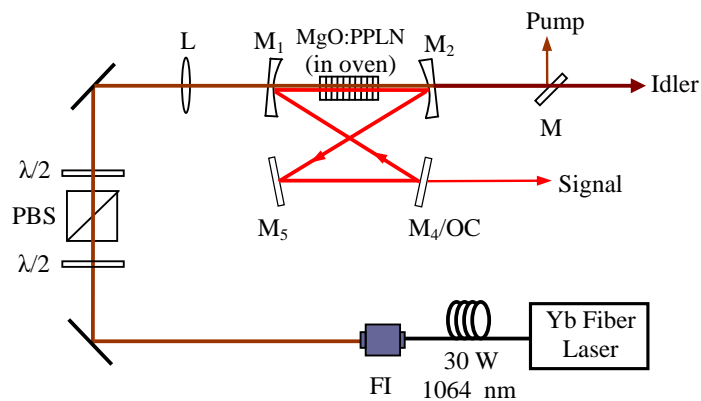 Pump
L
M₁
MgO:PPLN
(in oven)
M₂
Idler
M
λ/2
PBS
λ/2
M₅
M₄/OC
Signal
FI
30 W
1064 nm
Yb Fiber
Laser